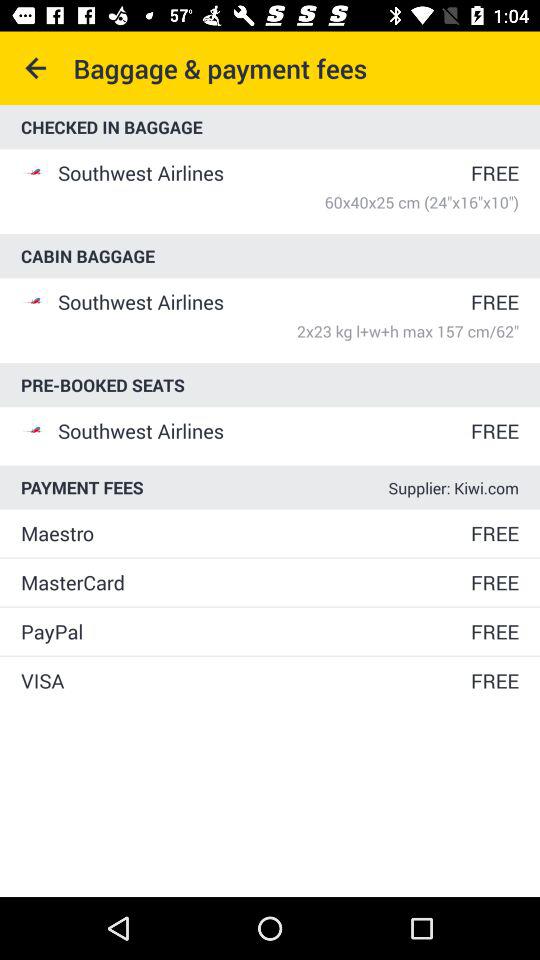 57° 1:04
Baggage & payment fees
CHECKED IN BAGGAGE
Southwest Airlines FREE
60x40x25 cm (24"x16"x10")
CABIN BAGGAGE
Southwest Airlines FREE
2x23 kg l+w+h max 157 cm/62"
PRE-BOOKED SEATS
Southwest Airlines FREE
PAYMENT FEES Supplier: Kiwi.com
Maestro FREE
MasterCard FREE
PayPal FREE
VISA FREE